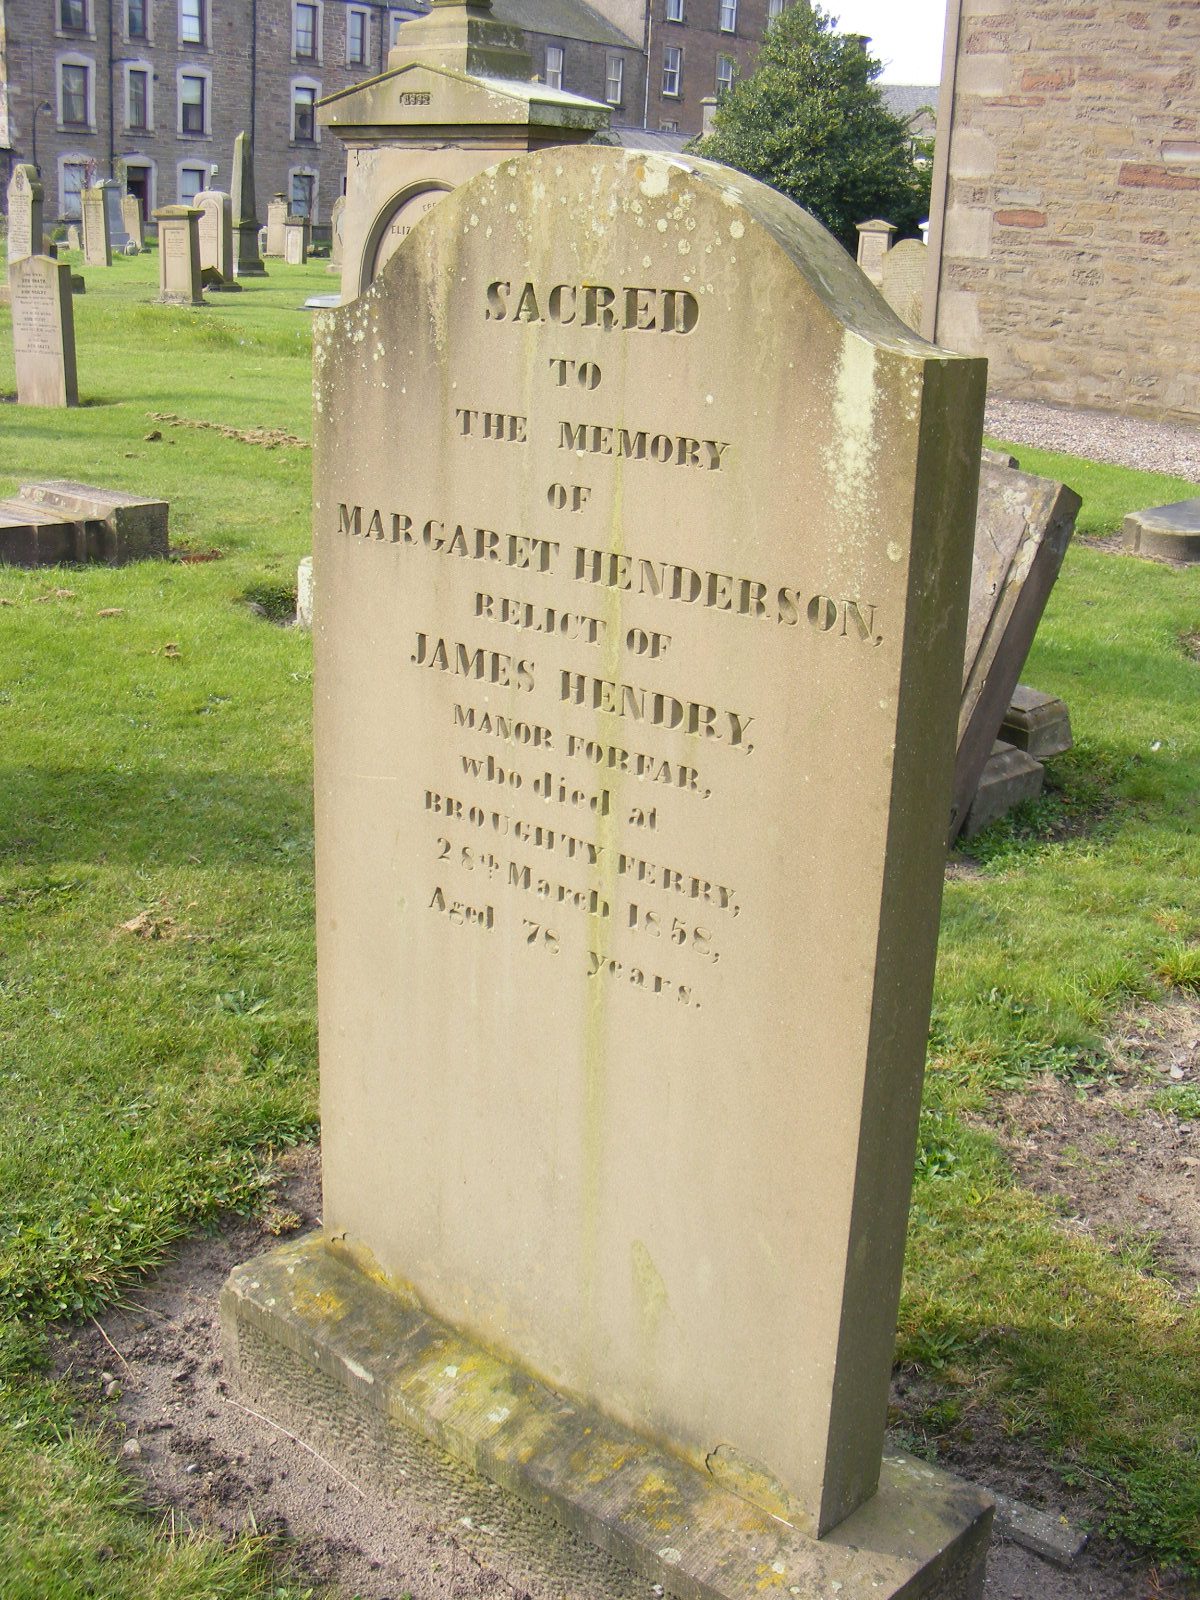 SACRED
TO
THE MEMORY
OF
MARGARET HENDERSON,
RELICT OF
JAMES HENDRY,
MANOR FORFAR,
who died at
BROUGHTY FERRY,
28th March 1858,
Aged 78 years.